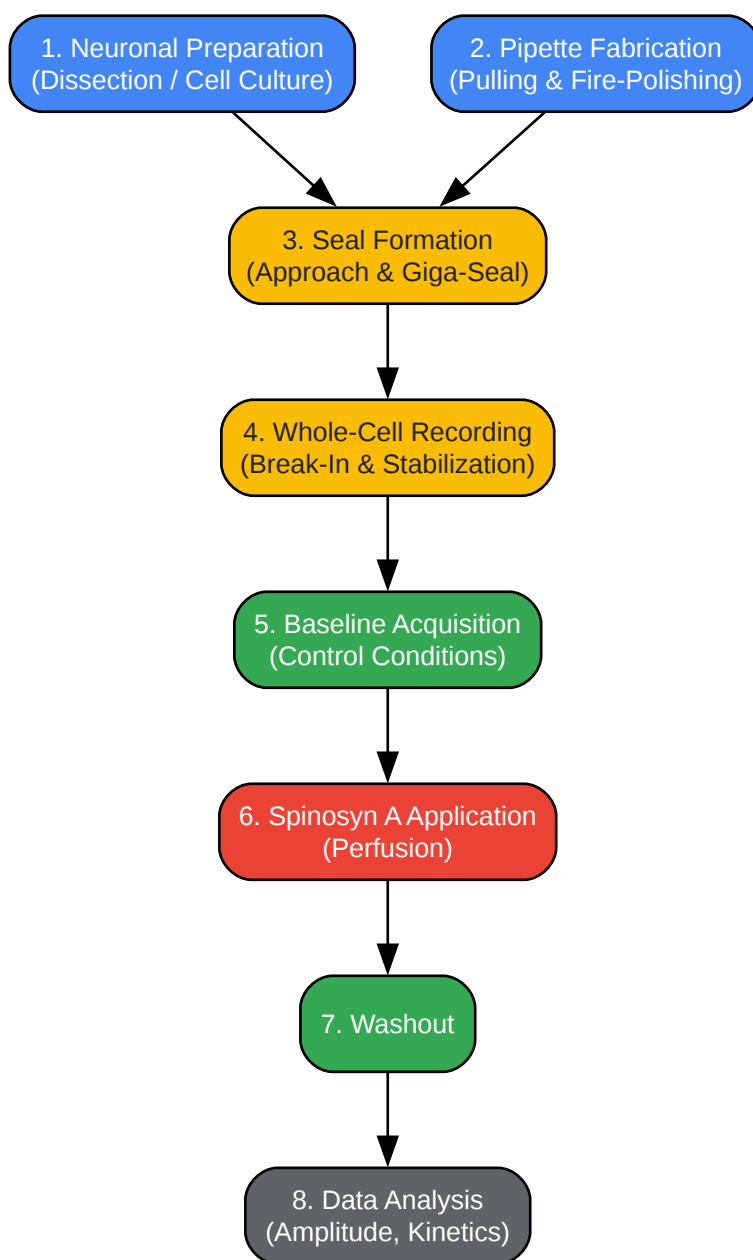 1. Neuronal Preparation
(Dissection / Cell Culture)
2. Pipette Fabrication
(Pulling & Fire-Polishing)
3. Seal Formation
(Approach & Giga-Seal)
4. Whole-Cell Recording
(Break-In & Stabilization)
5. Baseline Acquisition
(Control Conditions)
6. Spinosyn A Application
(Perfusion)
7. Washout
8. Data Analysis
(Amplitude, Kinetics)